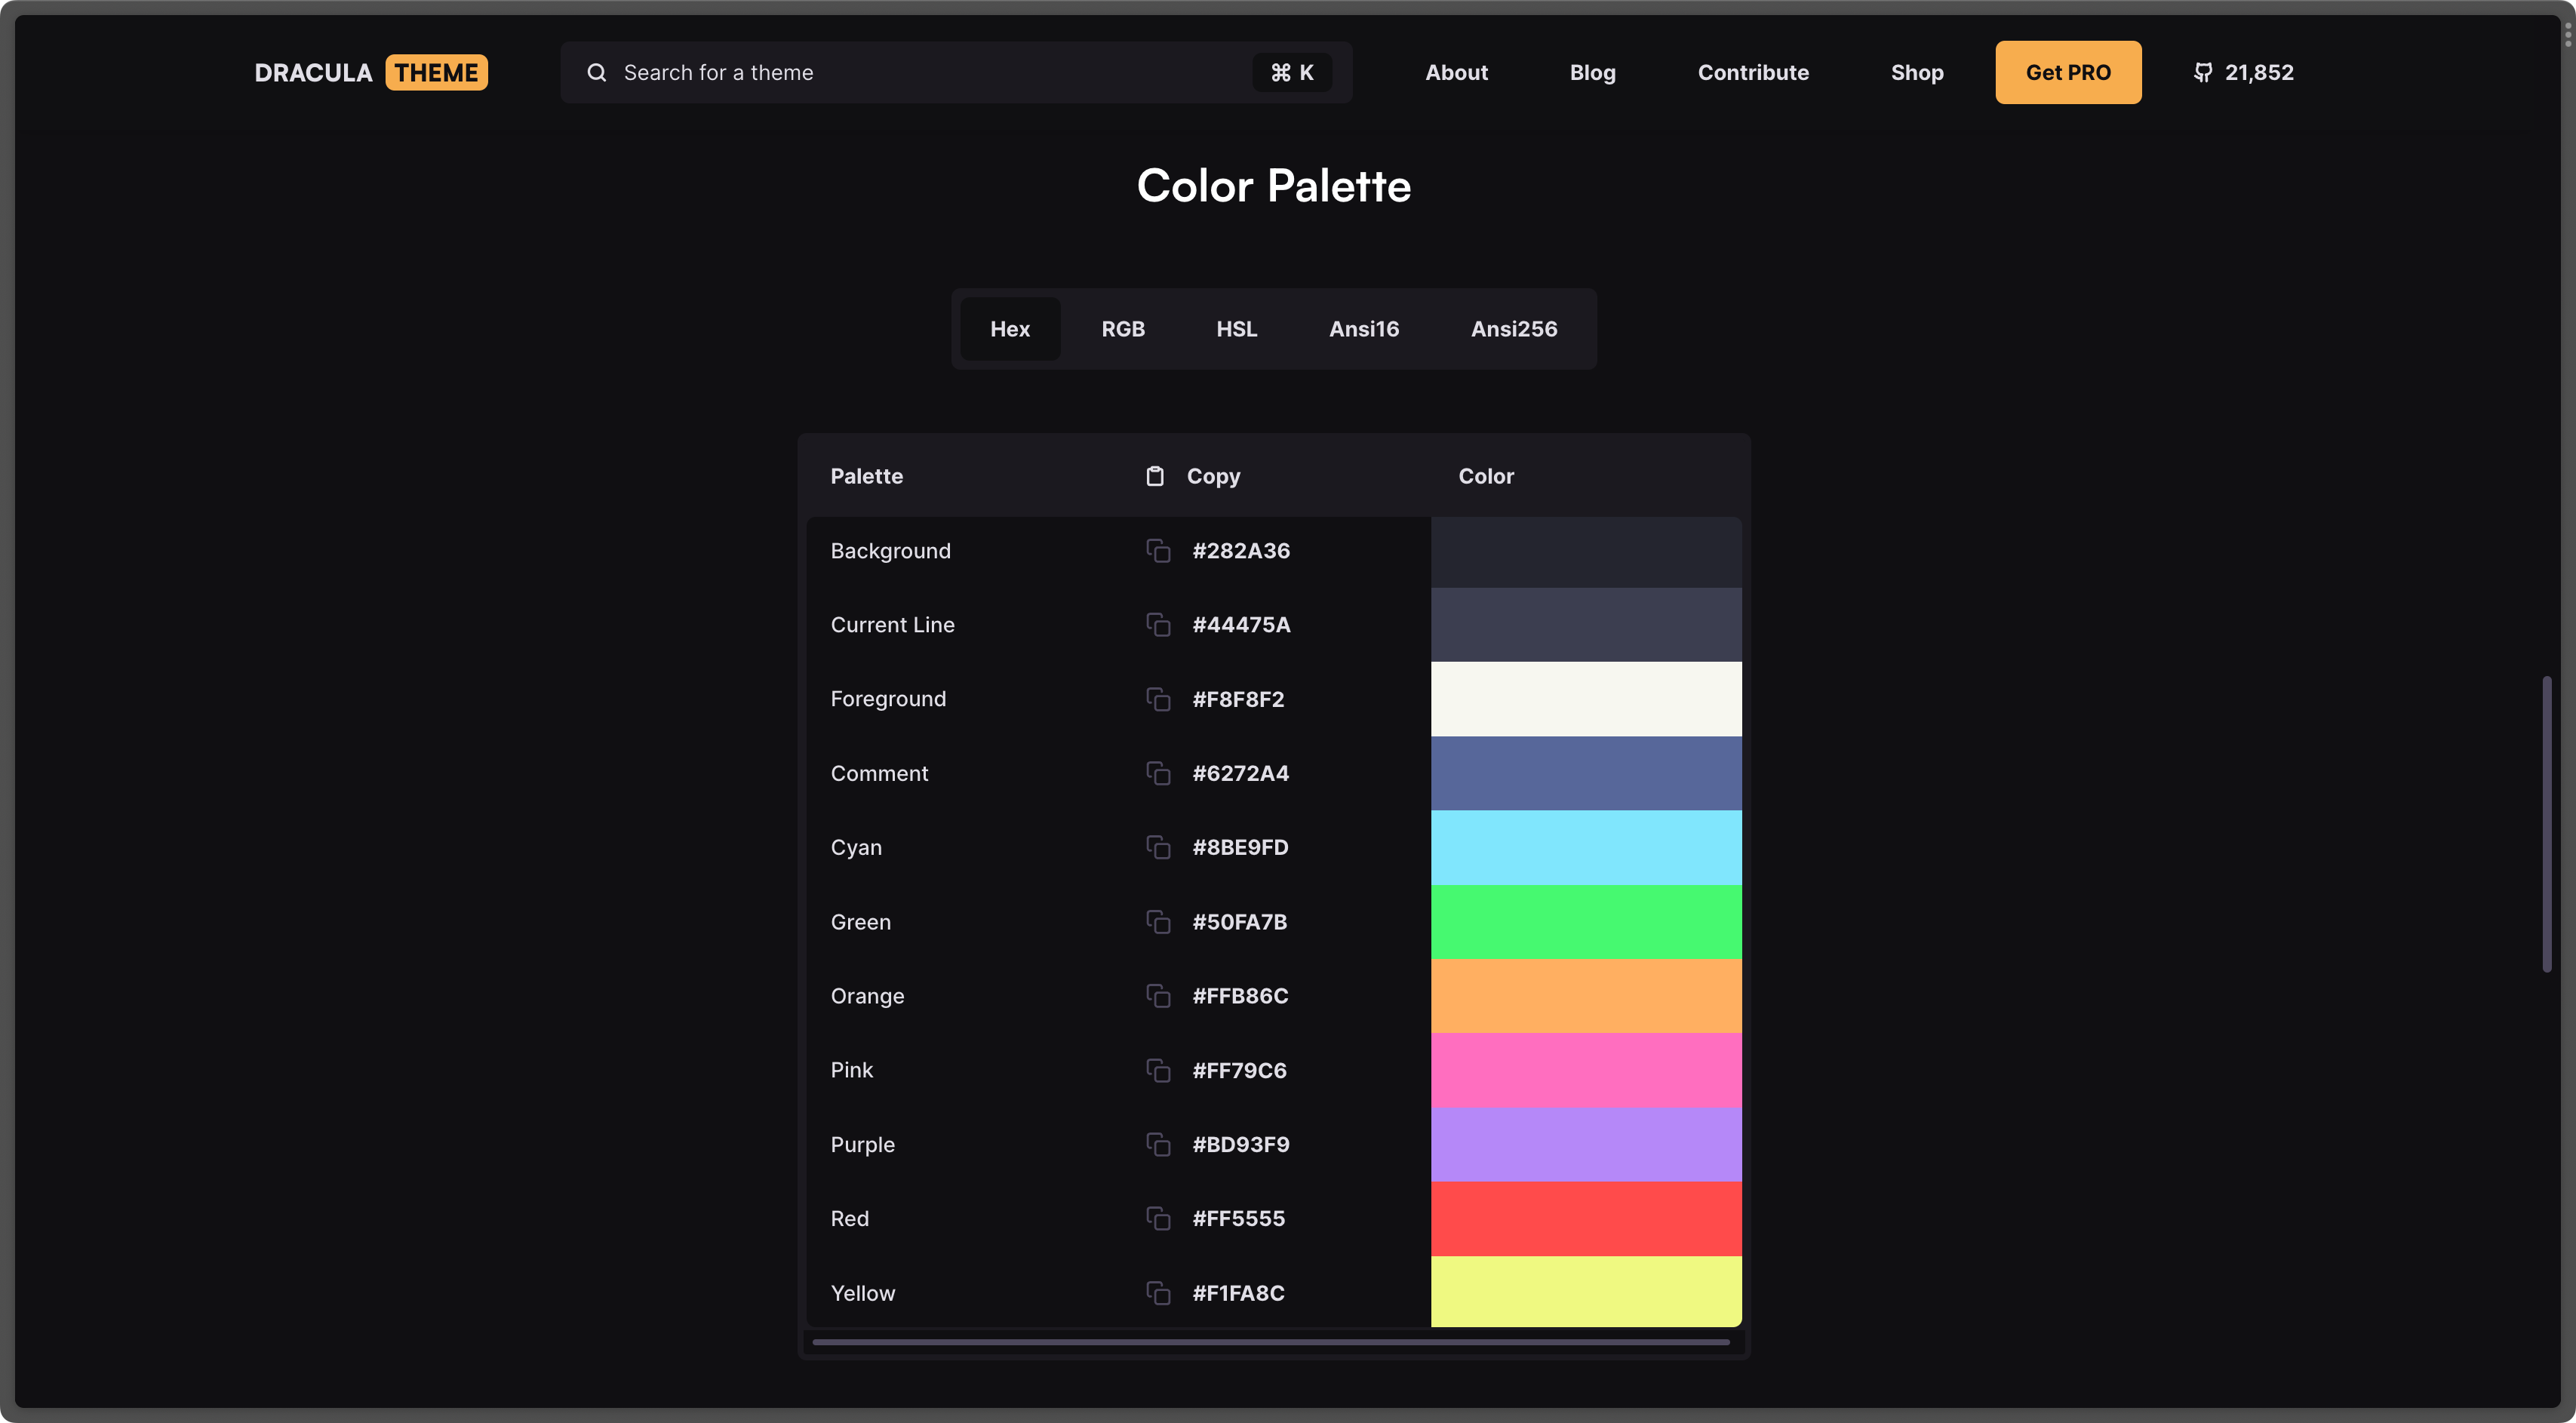 DRACULA THEME
Search for a theme
⌘ K
About
Blog
Contribute
Shop
Get PRO
21,852
Color Palette
Hex
RGB
HSL
Ansi16
Ansi256
Palette Copy Color
Background #282A36
Current Line #44475A
Foreground #F8F8F2
Comment #6272A4
Cyan #8BE9FD
Green #50FA7B
Orange #FFB86C
Pink #FF79C6
Purple #BD93F9
Red #FF5555
Yellow #F1FA8C